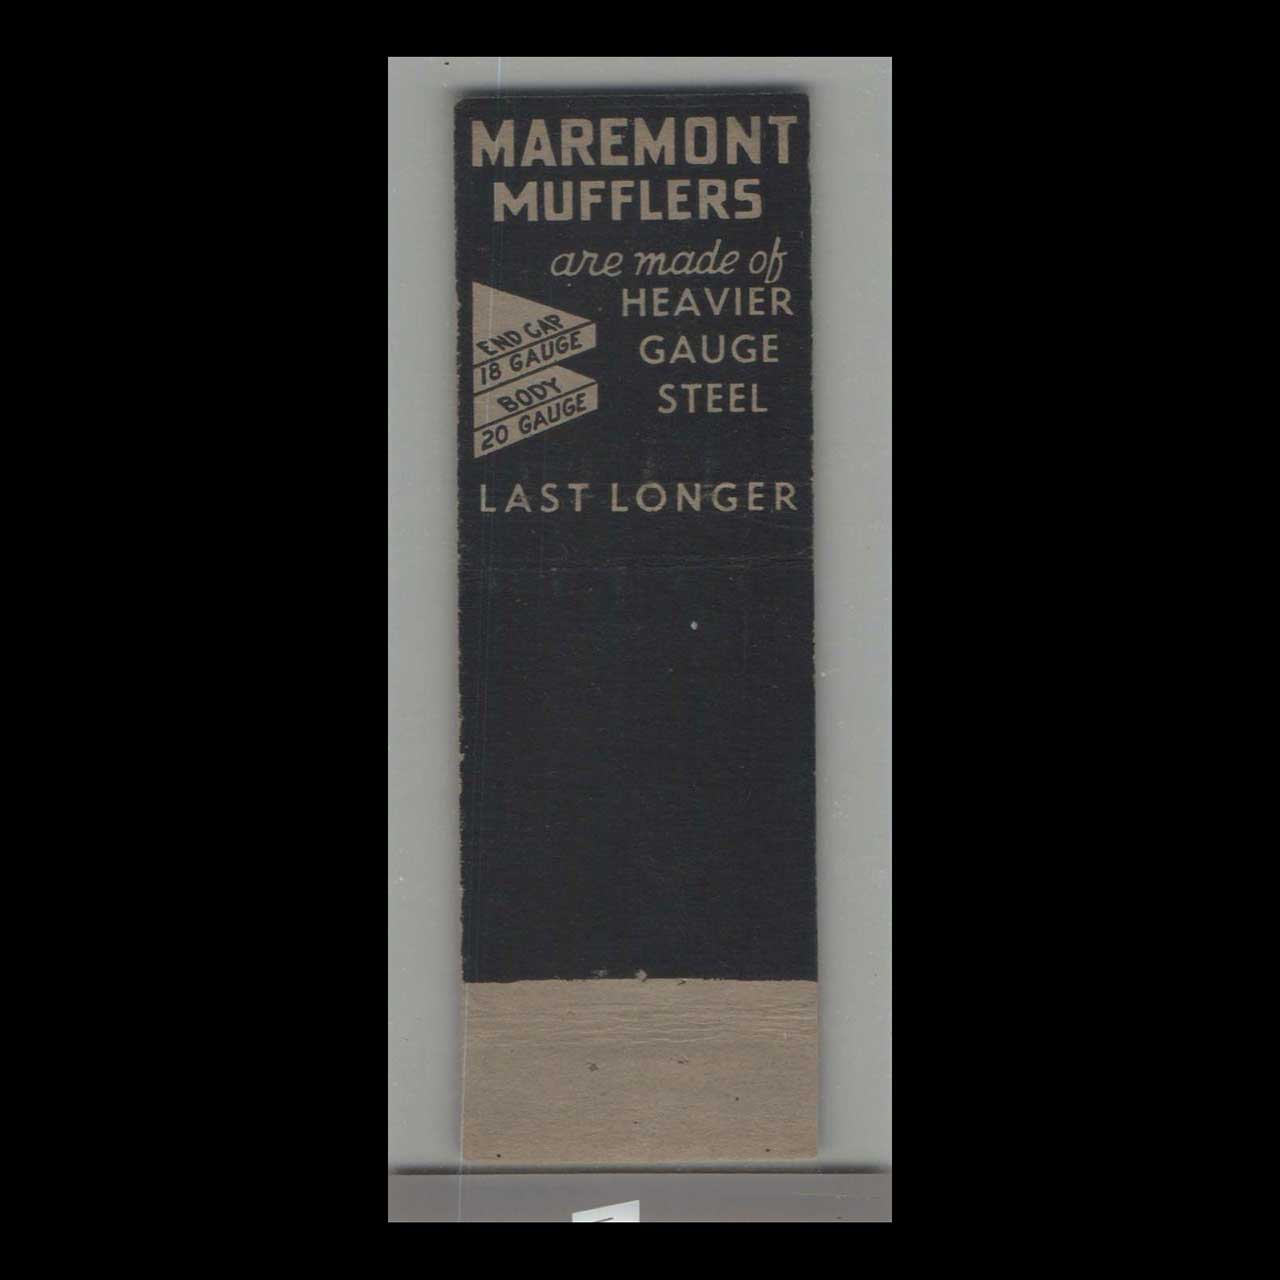 MAREMONT
MUFFLERS
are made of
HEAVIER
GAUGE
STEEL
END CAP
18 GAUGE
BODY
20 GAUGE
LAST LONGER